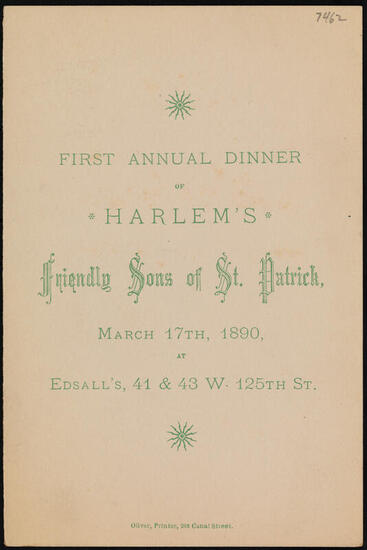 7462
FIRST ANNUAL DINNER
OF
* HARLEM'S *
Friendly Sons of St. Patrick,
MARCH 17TH, 1890,
AT
EDSALL'S, 41 & 43 W. 125TH ST.
Oliver, Printer, 298 Canal Street.